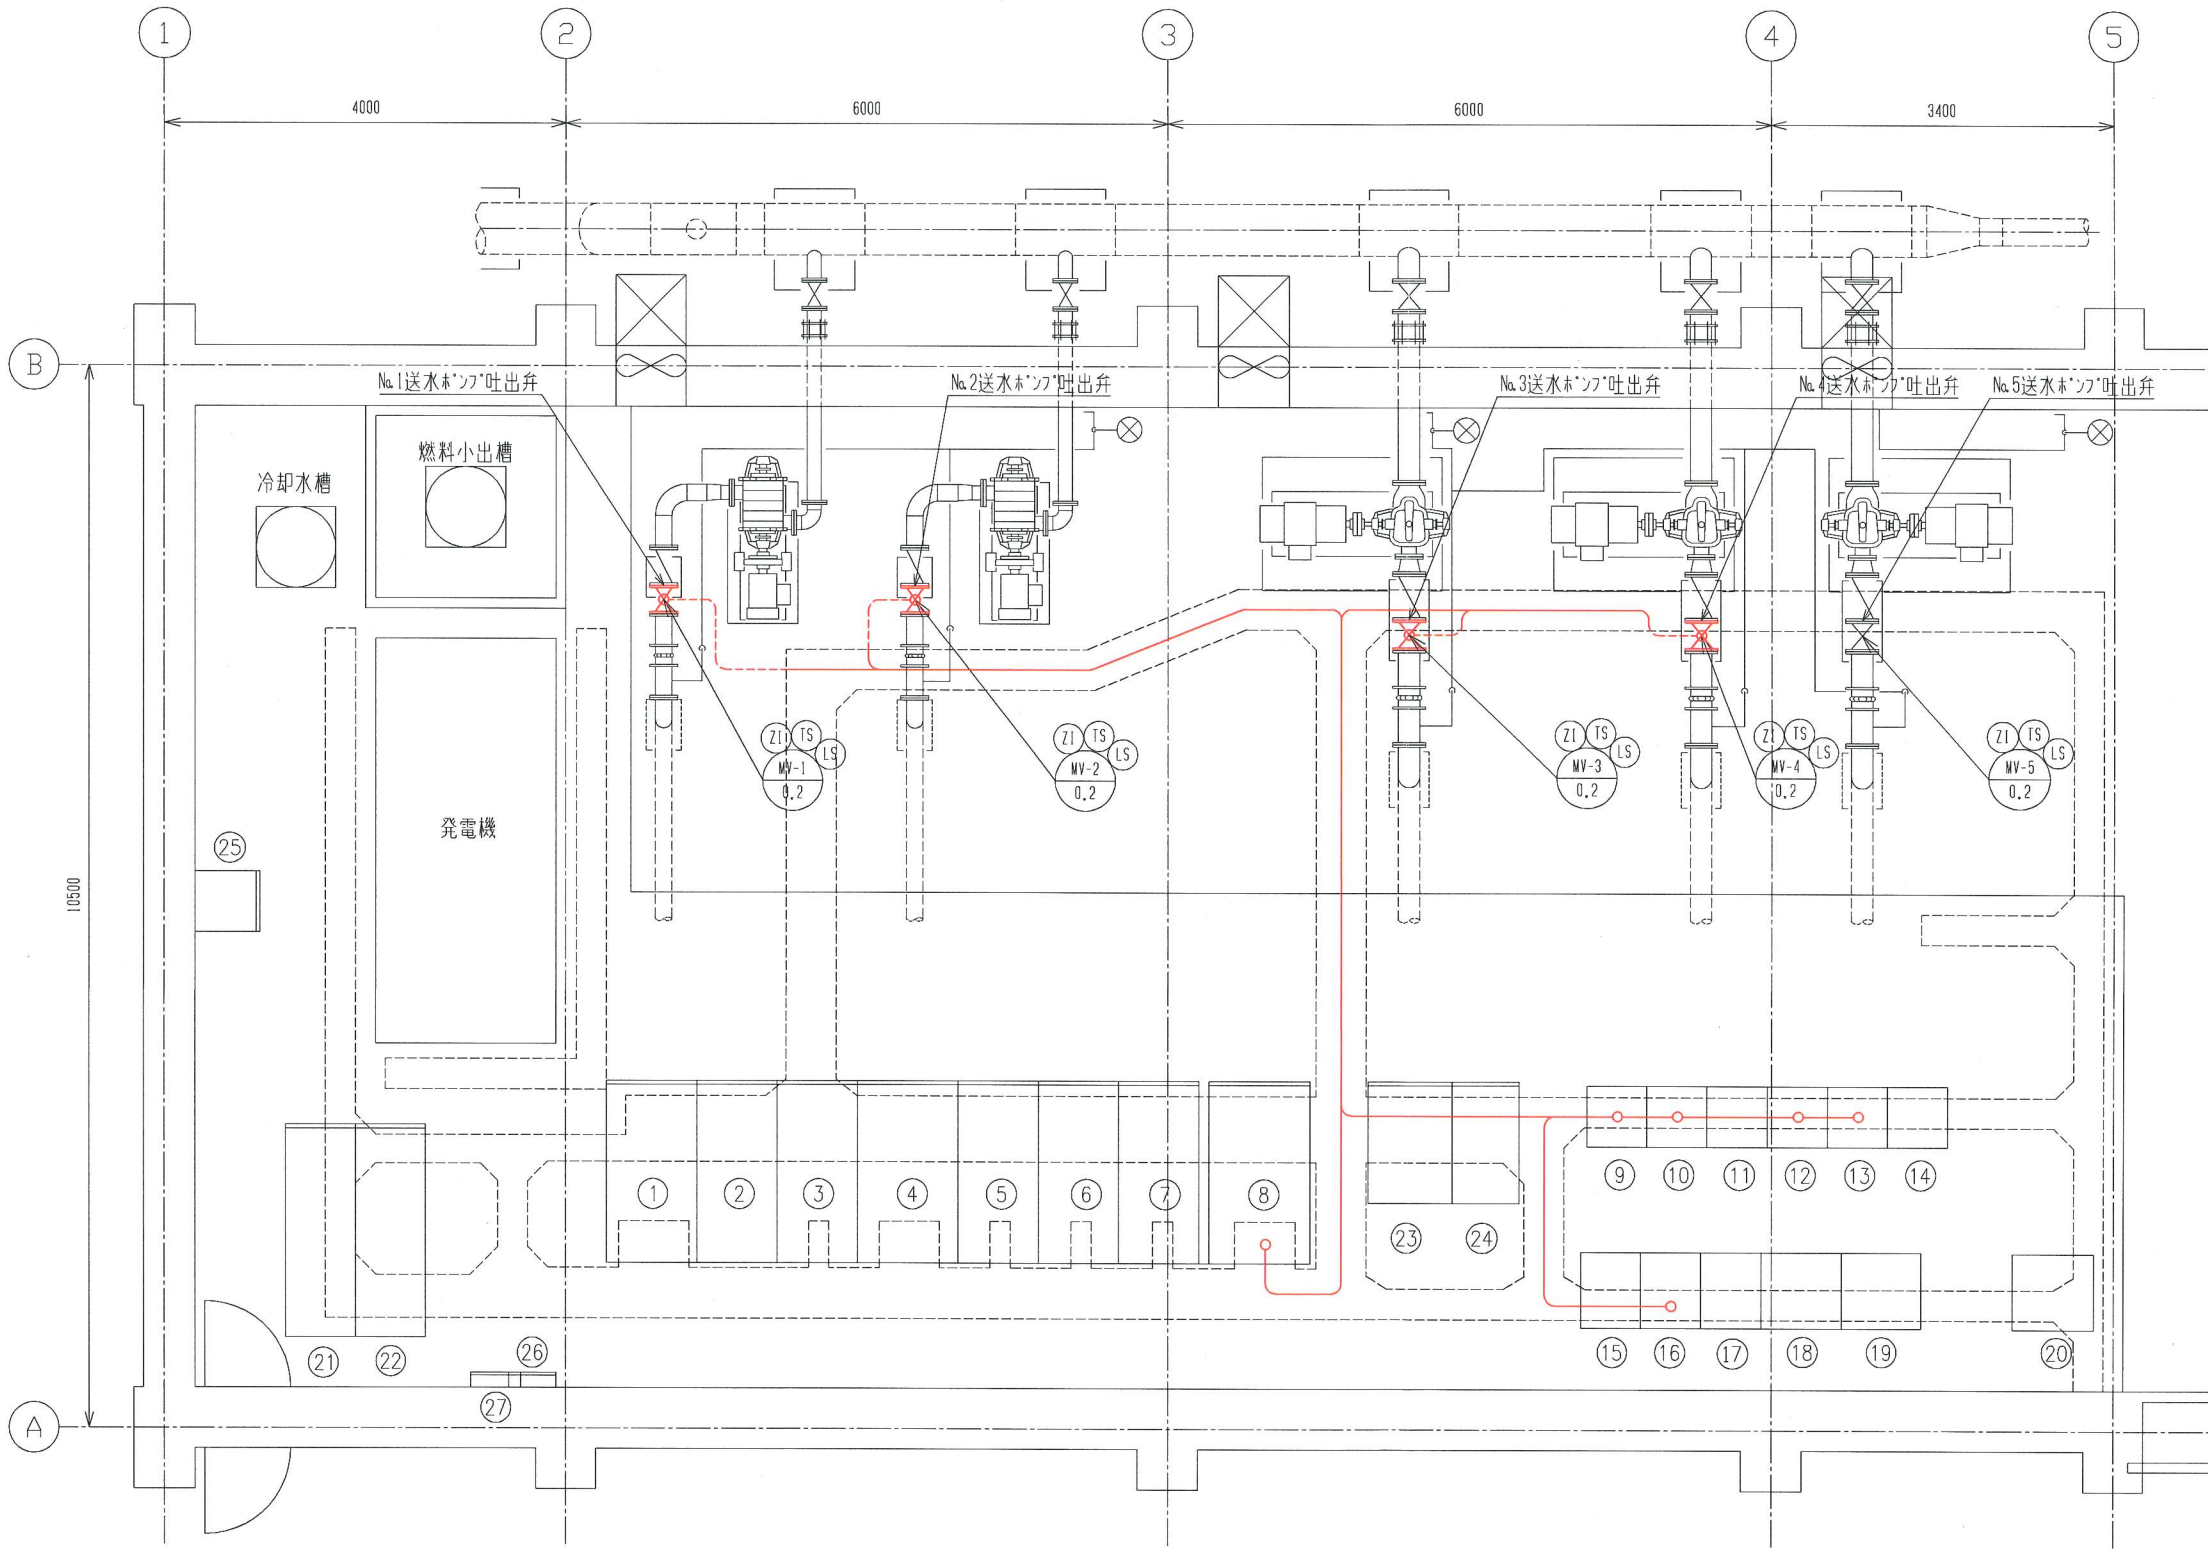 1 2 3 4 5
4000 6000 6000 3400
B
No.1送水ポンプ吐出弁 No.2送水ポンプ吐出弁 No.3送水ポンプ吐出弁 No.4送水ポンプ吐出弁 No.5送水ポンプ吐出弁
燃料小出槽
冷却水槽
ZI TS LS
MV-1
0.2
ZI TS LS
MV-2
0.2
ZI TS LS
MV-3
0.2
ZI TS LS
MV-4
0.2
ZI TS LS
MV-5
0.2
発電機
25
10500
1 2 3 4 5 6 7 8
9 10 11 12 13 14
23 24
15 16 17 18 19 20
21 22
26
27
A